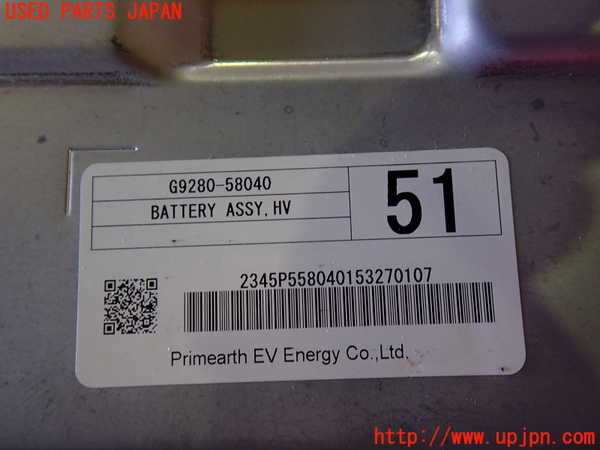 USED PARTS JAPAN
G9280-58040
BATTERY ASSY,HV
51
2345P558040153270107
Primearth EV Energy Co.,Ltd.
http://www.upjpn.com/